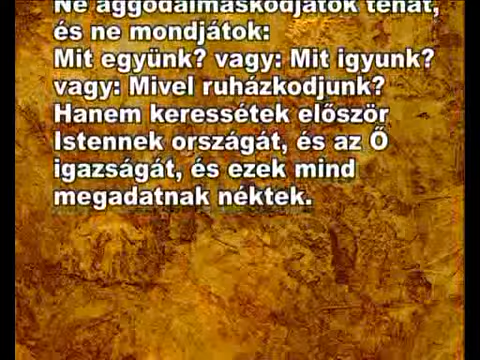 Ne aggodalmaskodjatok tehát,
és ne mondjátok:
Mit együnk? vagy: Mit igyunk?
vagy: Mivel ruházkodjunk?
Hanem keressétek először
Istennek országát, és az Ő
igazságát, és ezek mind
megadatnak néktek.